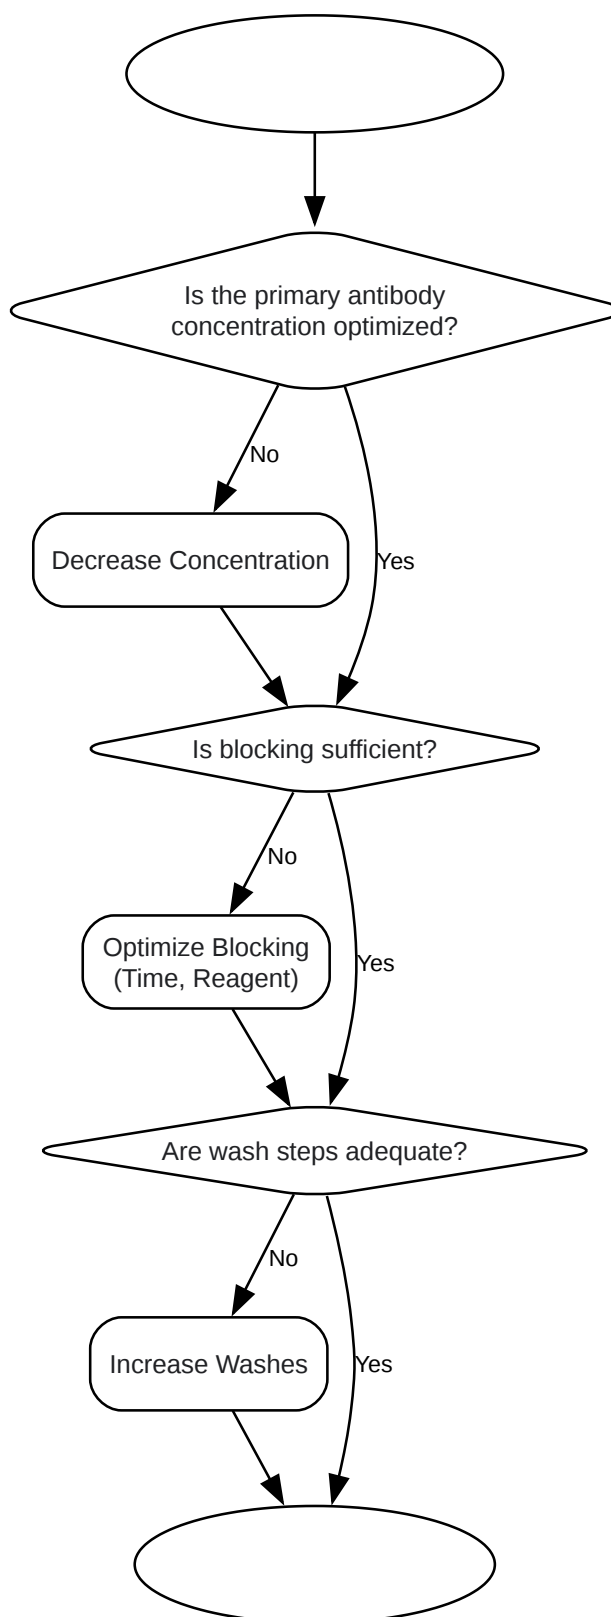 Is the primary antibody
concentration optimized?
No
Decrease Concentration
Yes
Is blocking sufficient?
No
Optimize Blocking
(Time, Reagent)
Yes
Are wash steps adequate?
No
Increase Washes
Yes